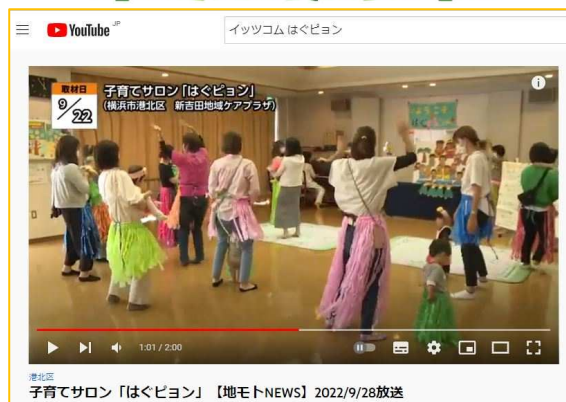 YouTube JP
イッツコム はぐピョン
取材日
9/22
子育てサロン「はぐピョン」
(横浜市港北区　新吉田地域ケアプラザ)
1:01 / 2:00
港北区
子育てサロン「はぐピョン」【地モトNEWS】2022/9/28放送